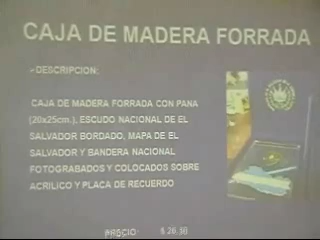 CAJA DE MADERA FORRADA
-DESCRIPCION:
CAJA DE MADERA FORRADA CON PANA
(20x25cm.), ESCUDO NACIONAL DE EL
SALVADOR BORDADO, MAPA DE EL
SALVADOR Y BANDERA NACIONAL
FOTOGRABADOS Y COLOCADOS SOBRE
ACRILICO Y PLACA DE RECUERDO
PRECIO: